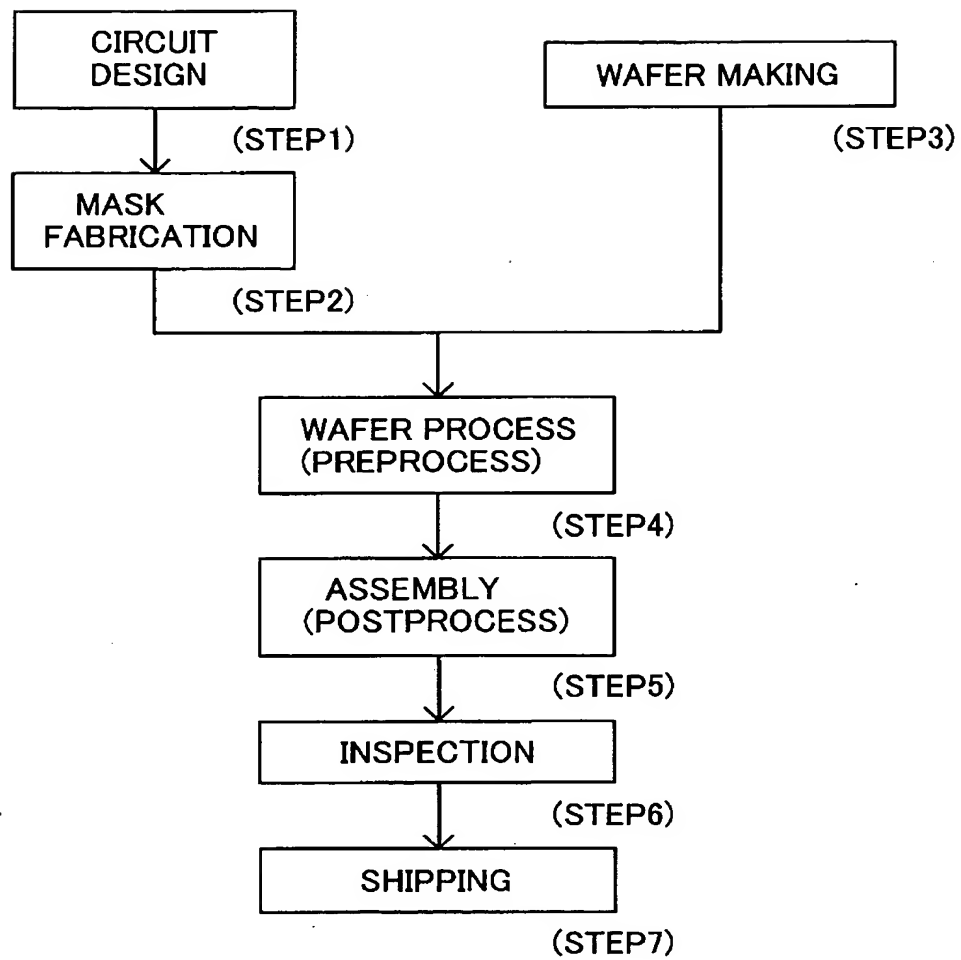 CIRCUIT
DESIGN
(STEP1)
MASK
FABRICATION
(STEP2)
WAFER MAKING
(STEP3)
WAFER PROCESS
(PREPROCESS)
(STEP4)
ASSEMBLY
(POSTPROCESS)
(STEP5)
INSPECTION
(STEP6)
SHIPPING
(STEP7)